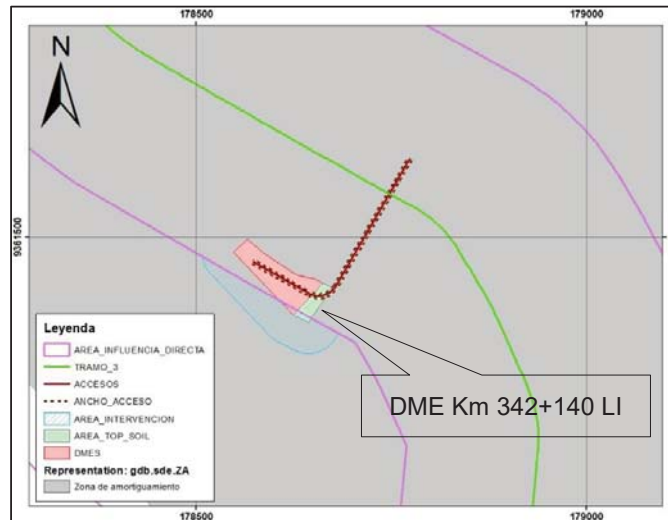 178500
179000
N
9361500
Leyenda
AREA_INFLUENCIA_DIRECTA
TRAMO_3
ACCESOS
ANCHO_ACCESO
AREA_INTERVENCION
AREA_TOP_SOIL
DMES
Representation: gdb.sde.ZA
Zona de amortiguamiento
DME Km 342+140 LI
178500
179000